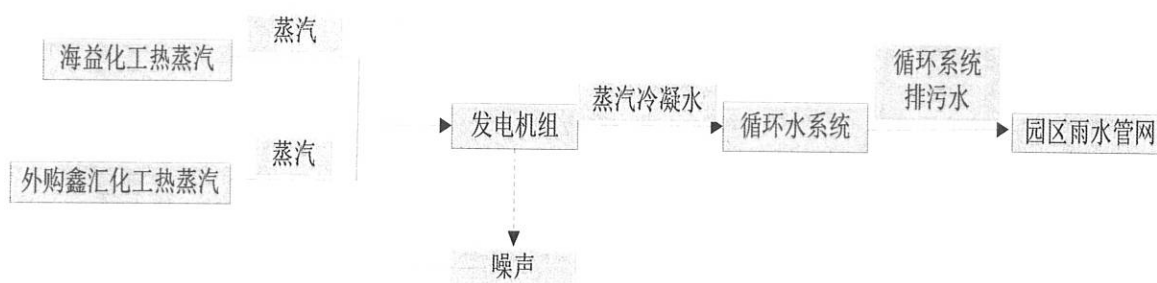 蒸汽
海益化工热蒸汽
循环系统
排污水
蒸汽冷凝水
发电机组
循环水系统
园区雨水管网
蒸汽
外购鑫汇化工热蒸汽
噪声